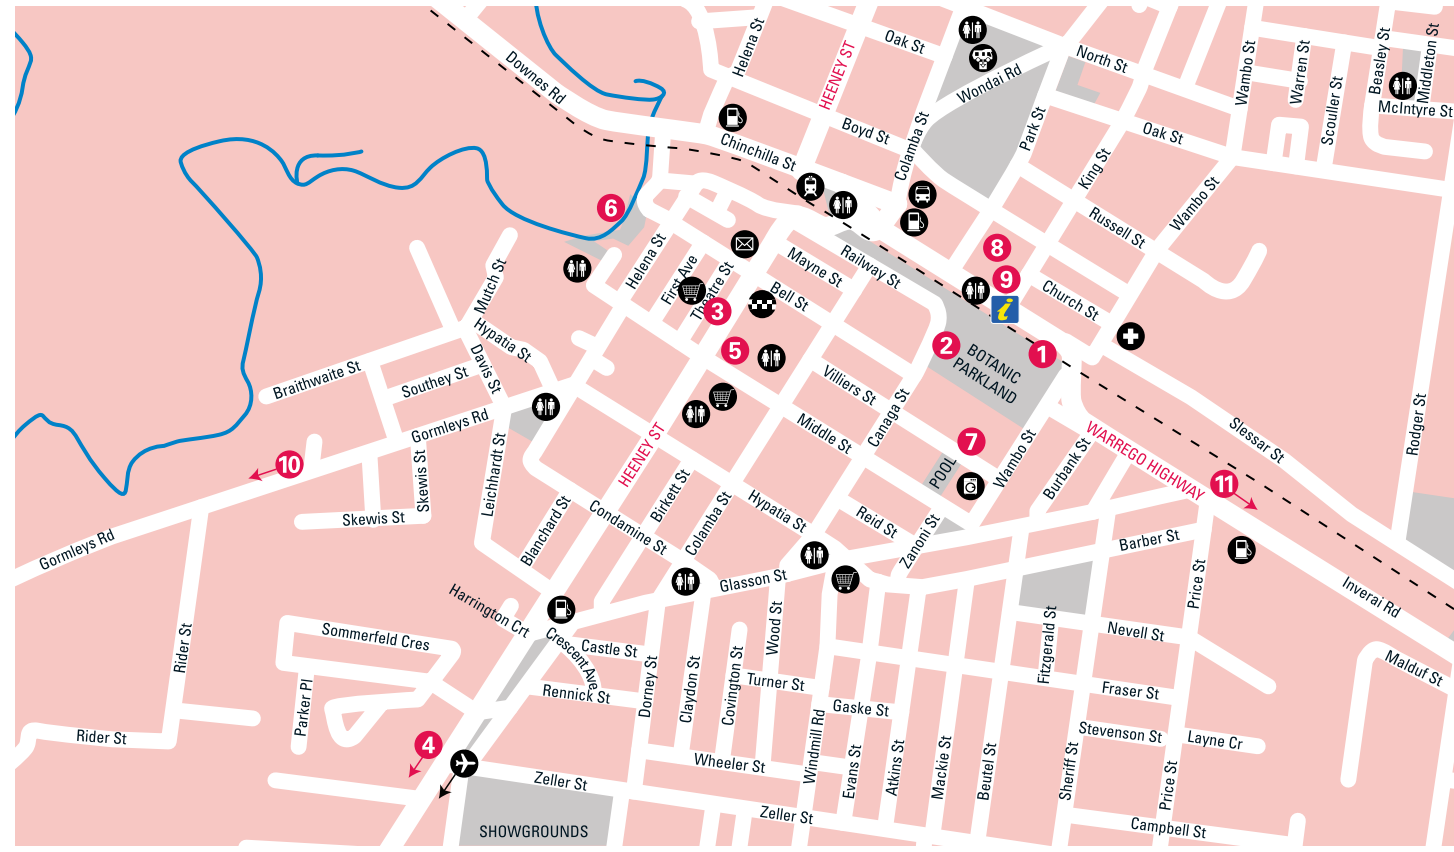 Downes Rd
Helena St
HEENEY ST
Oak St
Wondai Rd
North St
Wambo St
Warren St
Scouller St
Beasley St
Middleton St
McIntyre St
Chinchilla St
Boyd St
Colamba St
Park St
King St
Oak St
Wambo St
Russell St
Church St
6
8
9
i
Helena St
First Ave
Theatre St
Mayne St
Railway St
Bell St
3
5
2
1
BOTANIC
PARKLAND
Mutch St
Hypatia St
Davis St
Braithwaite St
Southey St
Gormleys Rd
Villiers St
Middle St
Canaga St
7
POOL
Wambo St
Burbank St
WARREGO HIGHWAY
11
Slessar St
Rodger St
10
Skewis St
Skewis St
Leichhardt St
Gormleys Rd
HEENEY ST
Birkett St
Colamba St
Hypatia St
Reid St
Zanoni St
Blanchard St
Condamine St
Glasson St
Barber St
Price St
Inverai Rd
Harrington Crt
Crescent Ave
Castle St
Rennick St
Sommerfeld Cres
Parker Pl
Rider St
Rider St
Dorney St
Claydon St
Covington St
Wood St
Turner St
Gaske St
Windmill Rd
Evans St
Atkins St
Mackie St
Beutel St
Fitzgerald St
Sheriff St
Nevell St
Fraser St
Stevenson St
Layne Cr
Price St
Malduf St
4
Wheeler St
Zeller St
Zeller St
Campbell St
SHOWGROUNDS